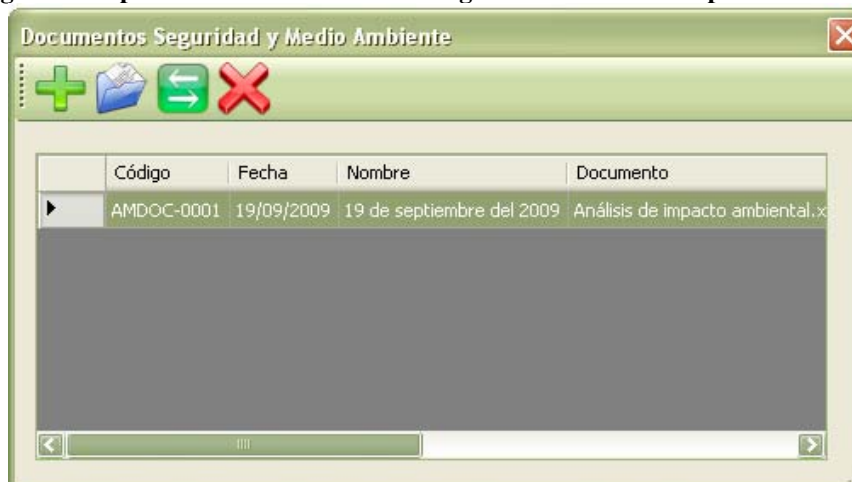 Documentos Seguridad y Medio Ambiente
Código Fecha Nombre Documento
AMDOC-0001 19/09/2009 19 de septiembre del 2009 Análisis de impacto ambiental.x